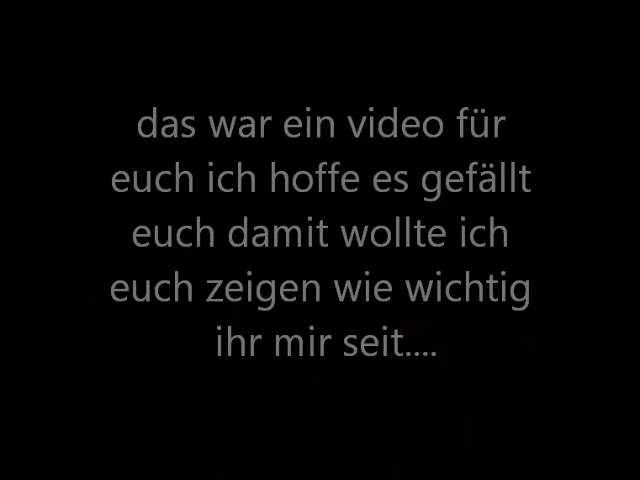 das war ein video für
euch ich hoffe es gefällt
euch damit wollte ich
euch zeigen wie wichtig
ihr mir seit....